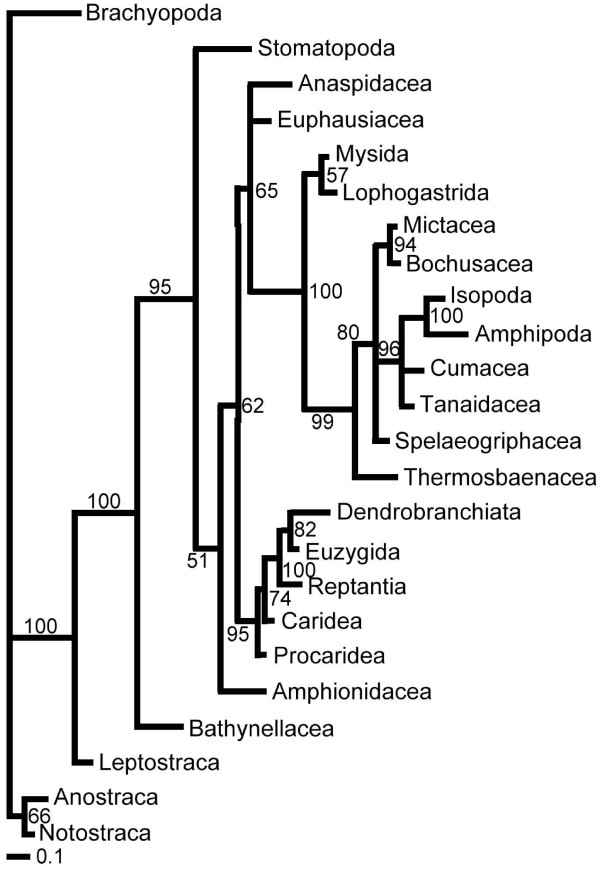 Brachyopoda
Stomatopoda
Anaspidacea
Euphausiacea
Mysida
57
Lophogastrida
65
Mictacea
94
Bochusacea
95
100
Isopoda
100
Amphipoda
80
96
Cumacea
Tanaidacea
62
99
Spelaeogriphacea
Thermosbaenacea
100
Dendrobranchiata
82
Euzygida
51
100
Reptantia
74
Caridea
100
95
Procaridea
Amphionidacea
Bathynellacea
Leptostraca
Anostraca
66
Notostraca
0.1